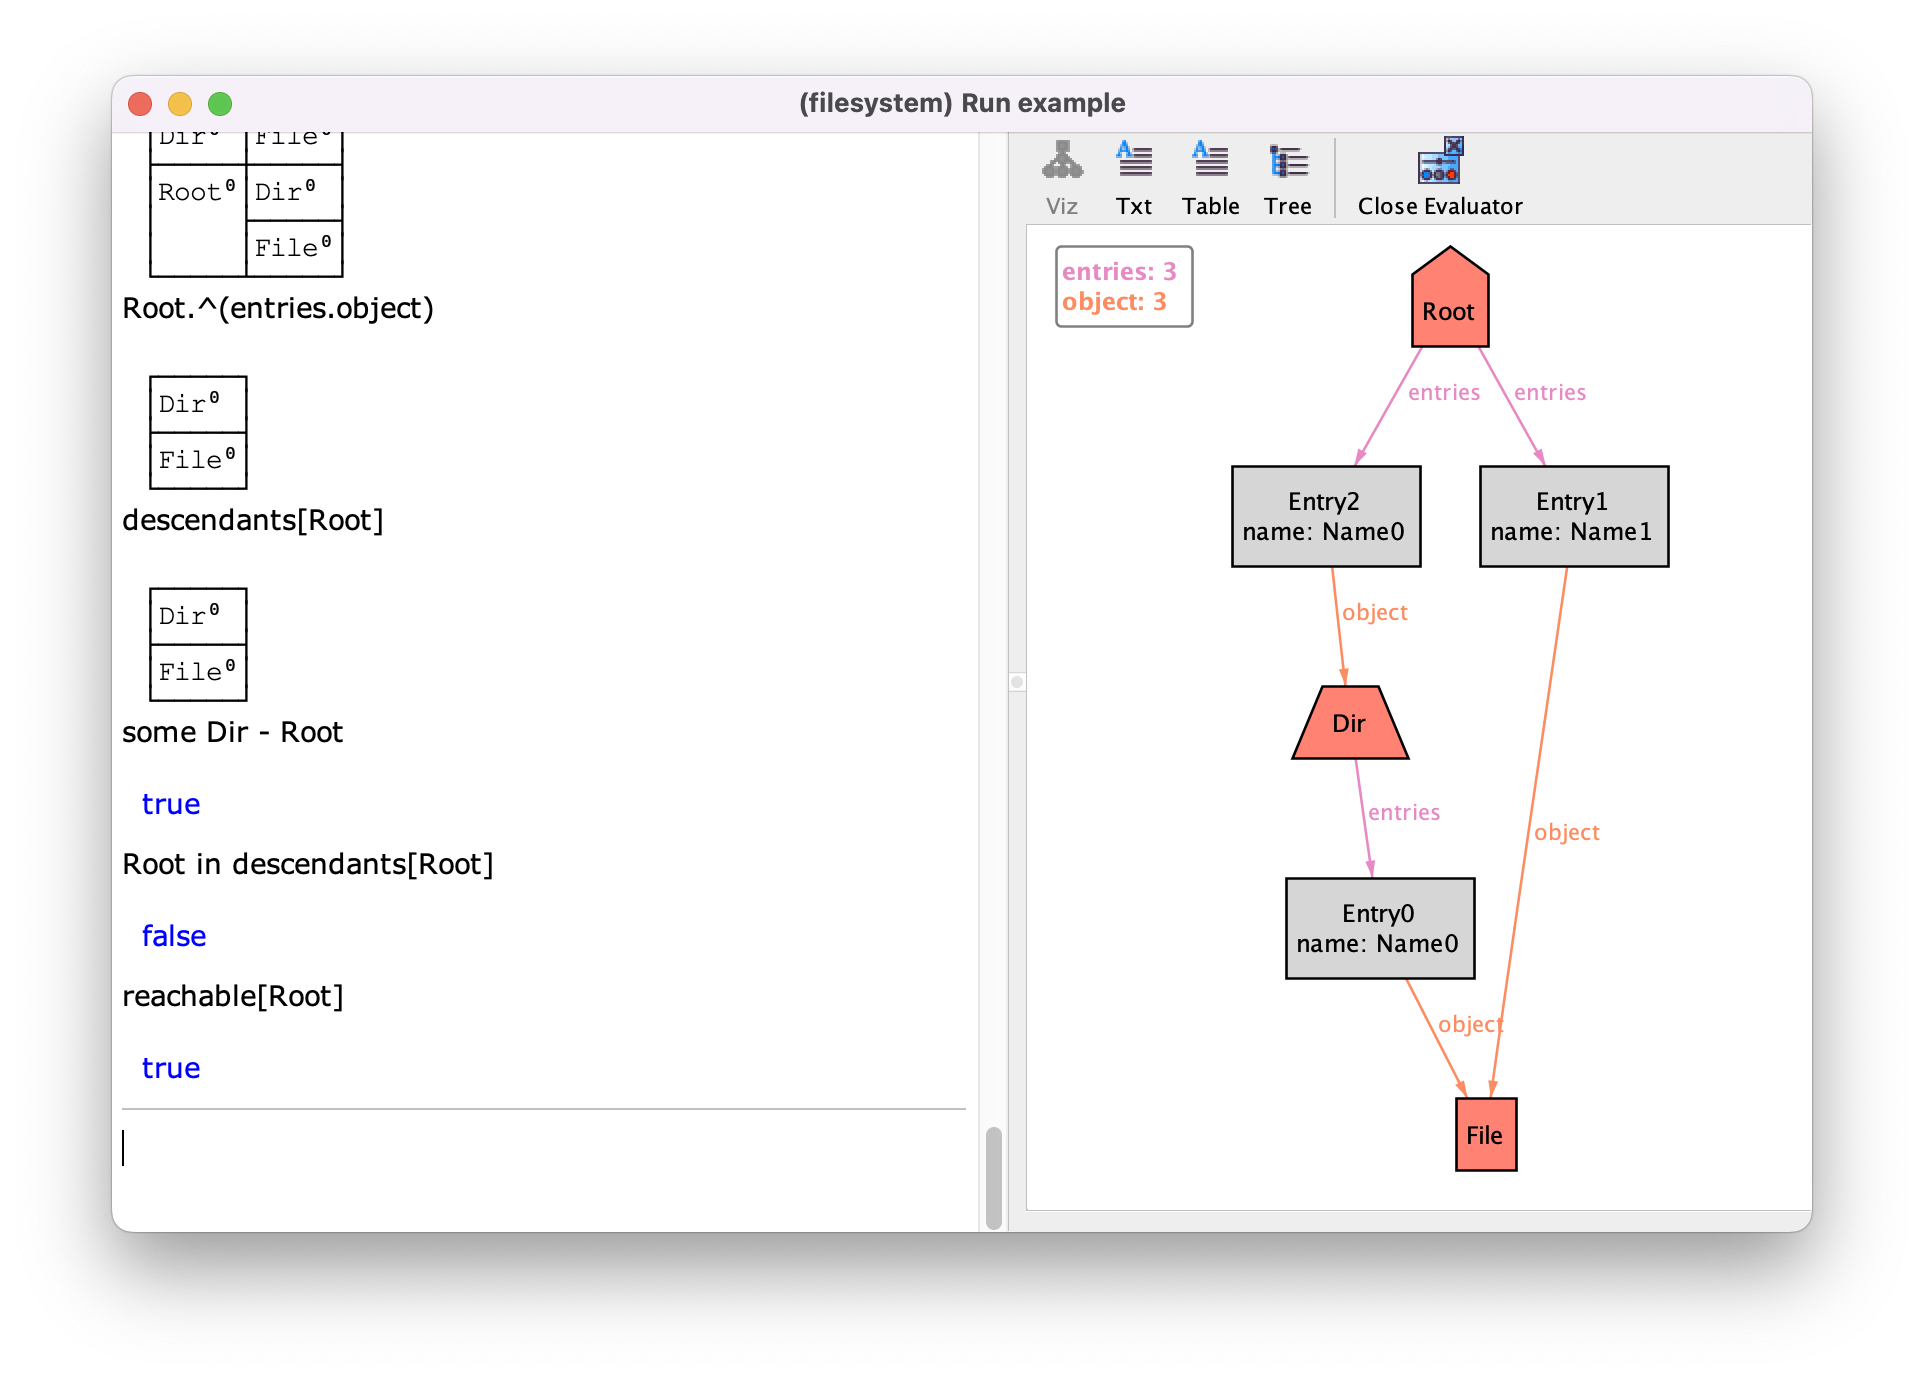 (filesystem) Run example
Dir⁰ File⁰
Root⁰ Dir⁰
File⁰
Root.^(entries.object)
Dir⁰
File⁰
descendants[Root]
Dir⁰
File⁰
some Dir - Root
true
Root in descendants[Root]
false
reachable[Root]
true
Viz Txt Table Tree Close Evaluator
entries: 3
object: 3
Root
entries entries
Entry2
name: Name0
Entry1
name: Name1
object
Dir
entries
object
Entry0
name: Name0
object
File